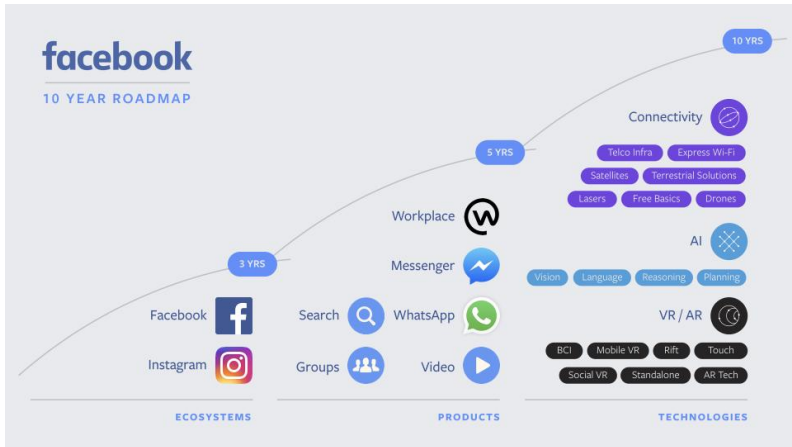 facebook
10 YEAR ROADMAP
3 YRS
Facebook
Instagram
ECOSYSTEMS
5 YRS
Workplace
Messenger
Search
WhatsApp
Groups
Video
PRODUCTS
10 YRS
Connectivity
Telco Infra Express Wi-Fi
Satellites Terrestrial Solutions
Lasers Free Basics Drones
AI
Vision Language Reasoning Planning
VR / AR
BCI Mobile VR Rift Touch
Social VR Standalone AR Tech
TECHNOLOGIES